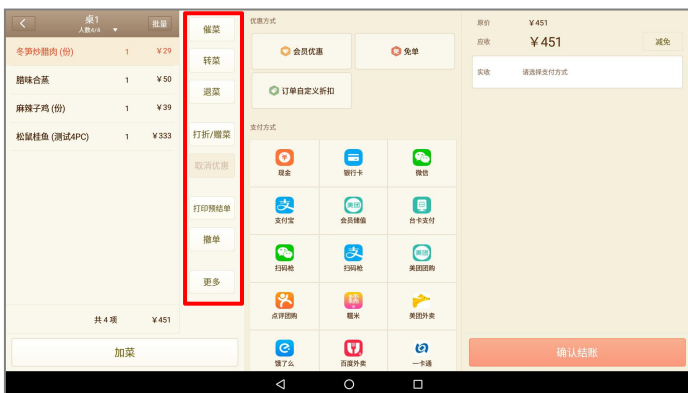 桌1
人数4/4
批量
冬笋炒腊肉 (份) 1 ¥29
腊味合蒸 1 ¥50
麻辣子鸡 (份) 1 ¥39
松鼠桂鱼 (测试4PC) 1 ¥333
共 4 项 ¥451
加菜
催菜
转菜
退菜
打折/赠菜
取消优惠
打印预结单
撤单
更多
优惠方式
会员优惠 免单
订单自定义折扣
支付方式
现金 银行卡 微信
支付宝 美团 会员储值 台卡支付
扫码枪 扫码枪 美团 美团团购
点评团购 糯 糯米 美团外卖
饿了么 百度外卖 一卡通
原价 ¥451
应收 ¥451 减免
实收 请选择支付方式
确认结账